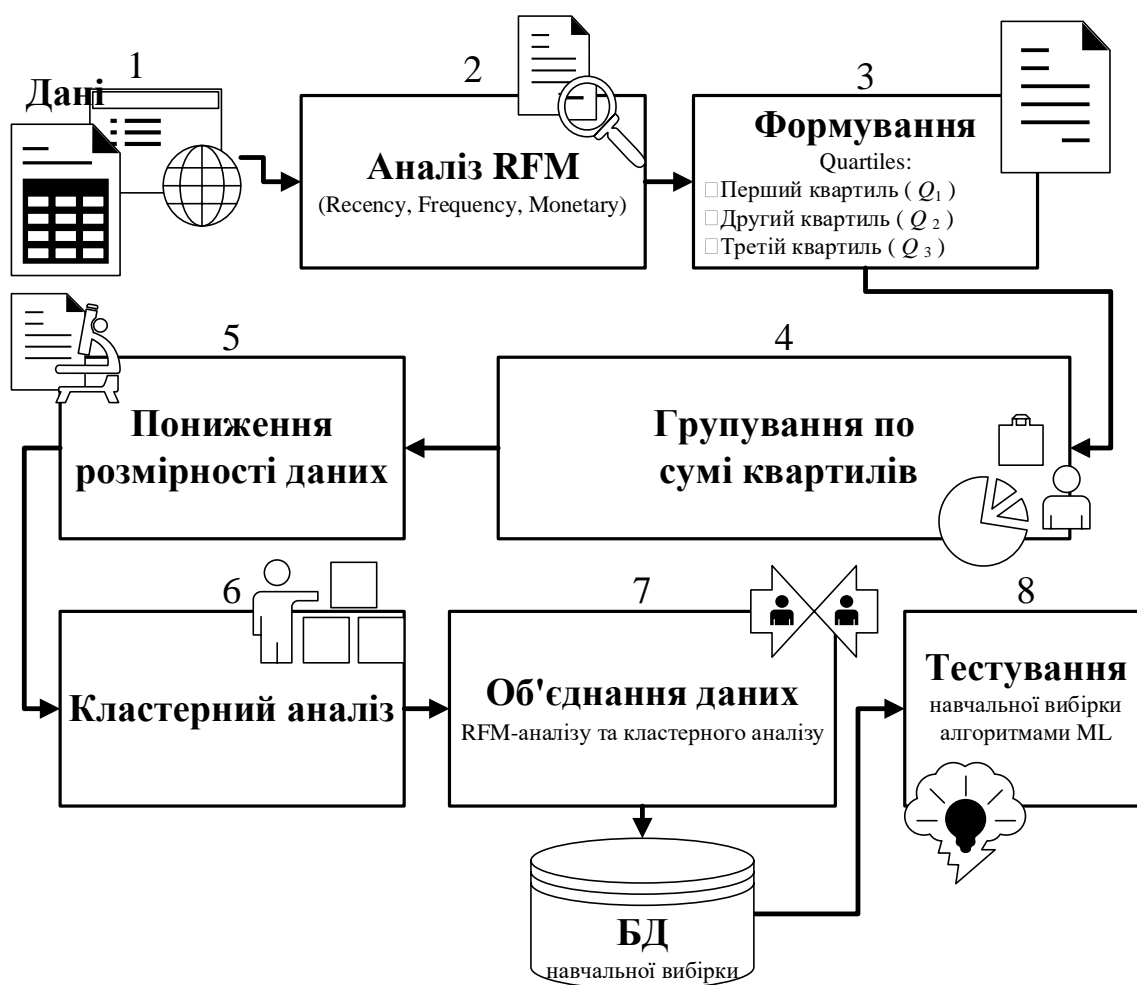 1
Дані
2
Аналіз RFM
(Recency, Frequency, Monetary)
3
Формування
Quartiles:
Перший квартиль ( Q₁ )
Другий квартиль ( Q ₂ )
Третій квартиль ( Q ₃ )
5
Пониження
розмірності даних
4
Групування по
сумі квартилів
6
Кластерний аналіз
7
Об'єднання даних
RFM-аналізу та кластерного аналізу
8
Тестування
навчальної вибірки
алгоритмами ML
БД
навчальної вибірки